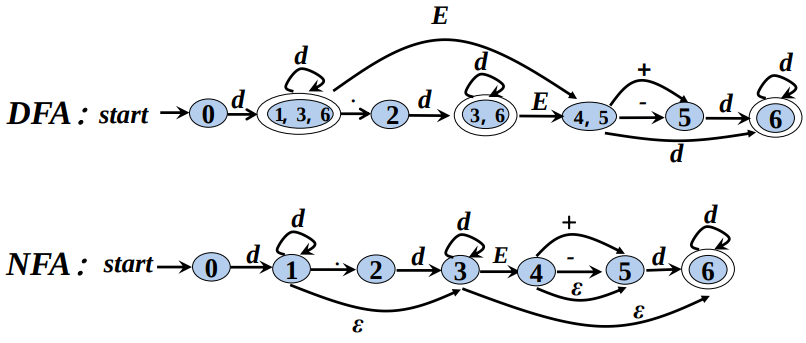 E
d d d
DFA: start 0 d 1, 3, 6 . 2 d 3, 6 E 4, 5 + - 5 d 6
d
d d d
NFA: start 0 d 1 . 2 d 3 E 4 + - ε 5 d 6
ε ε